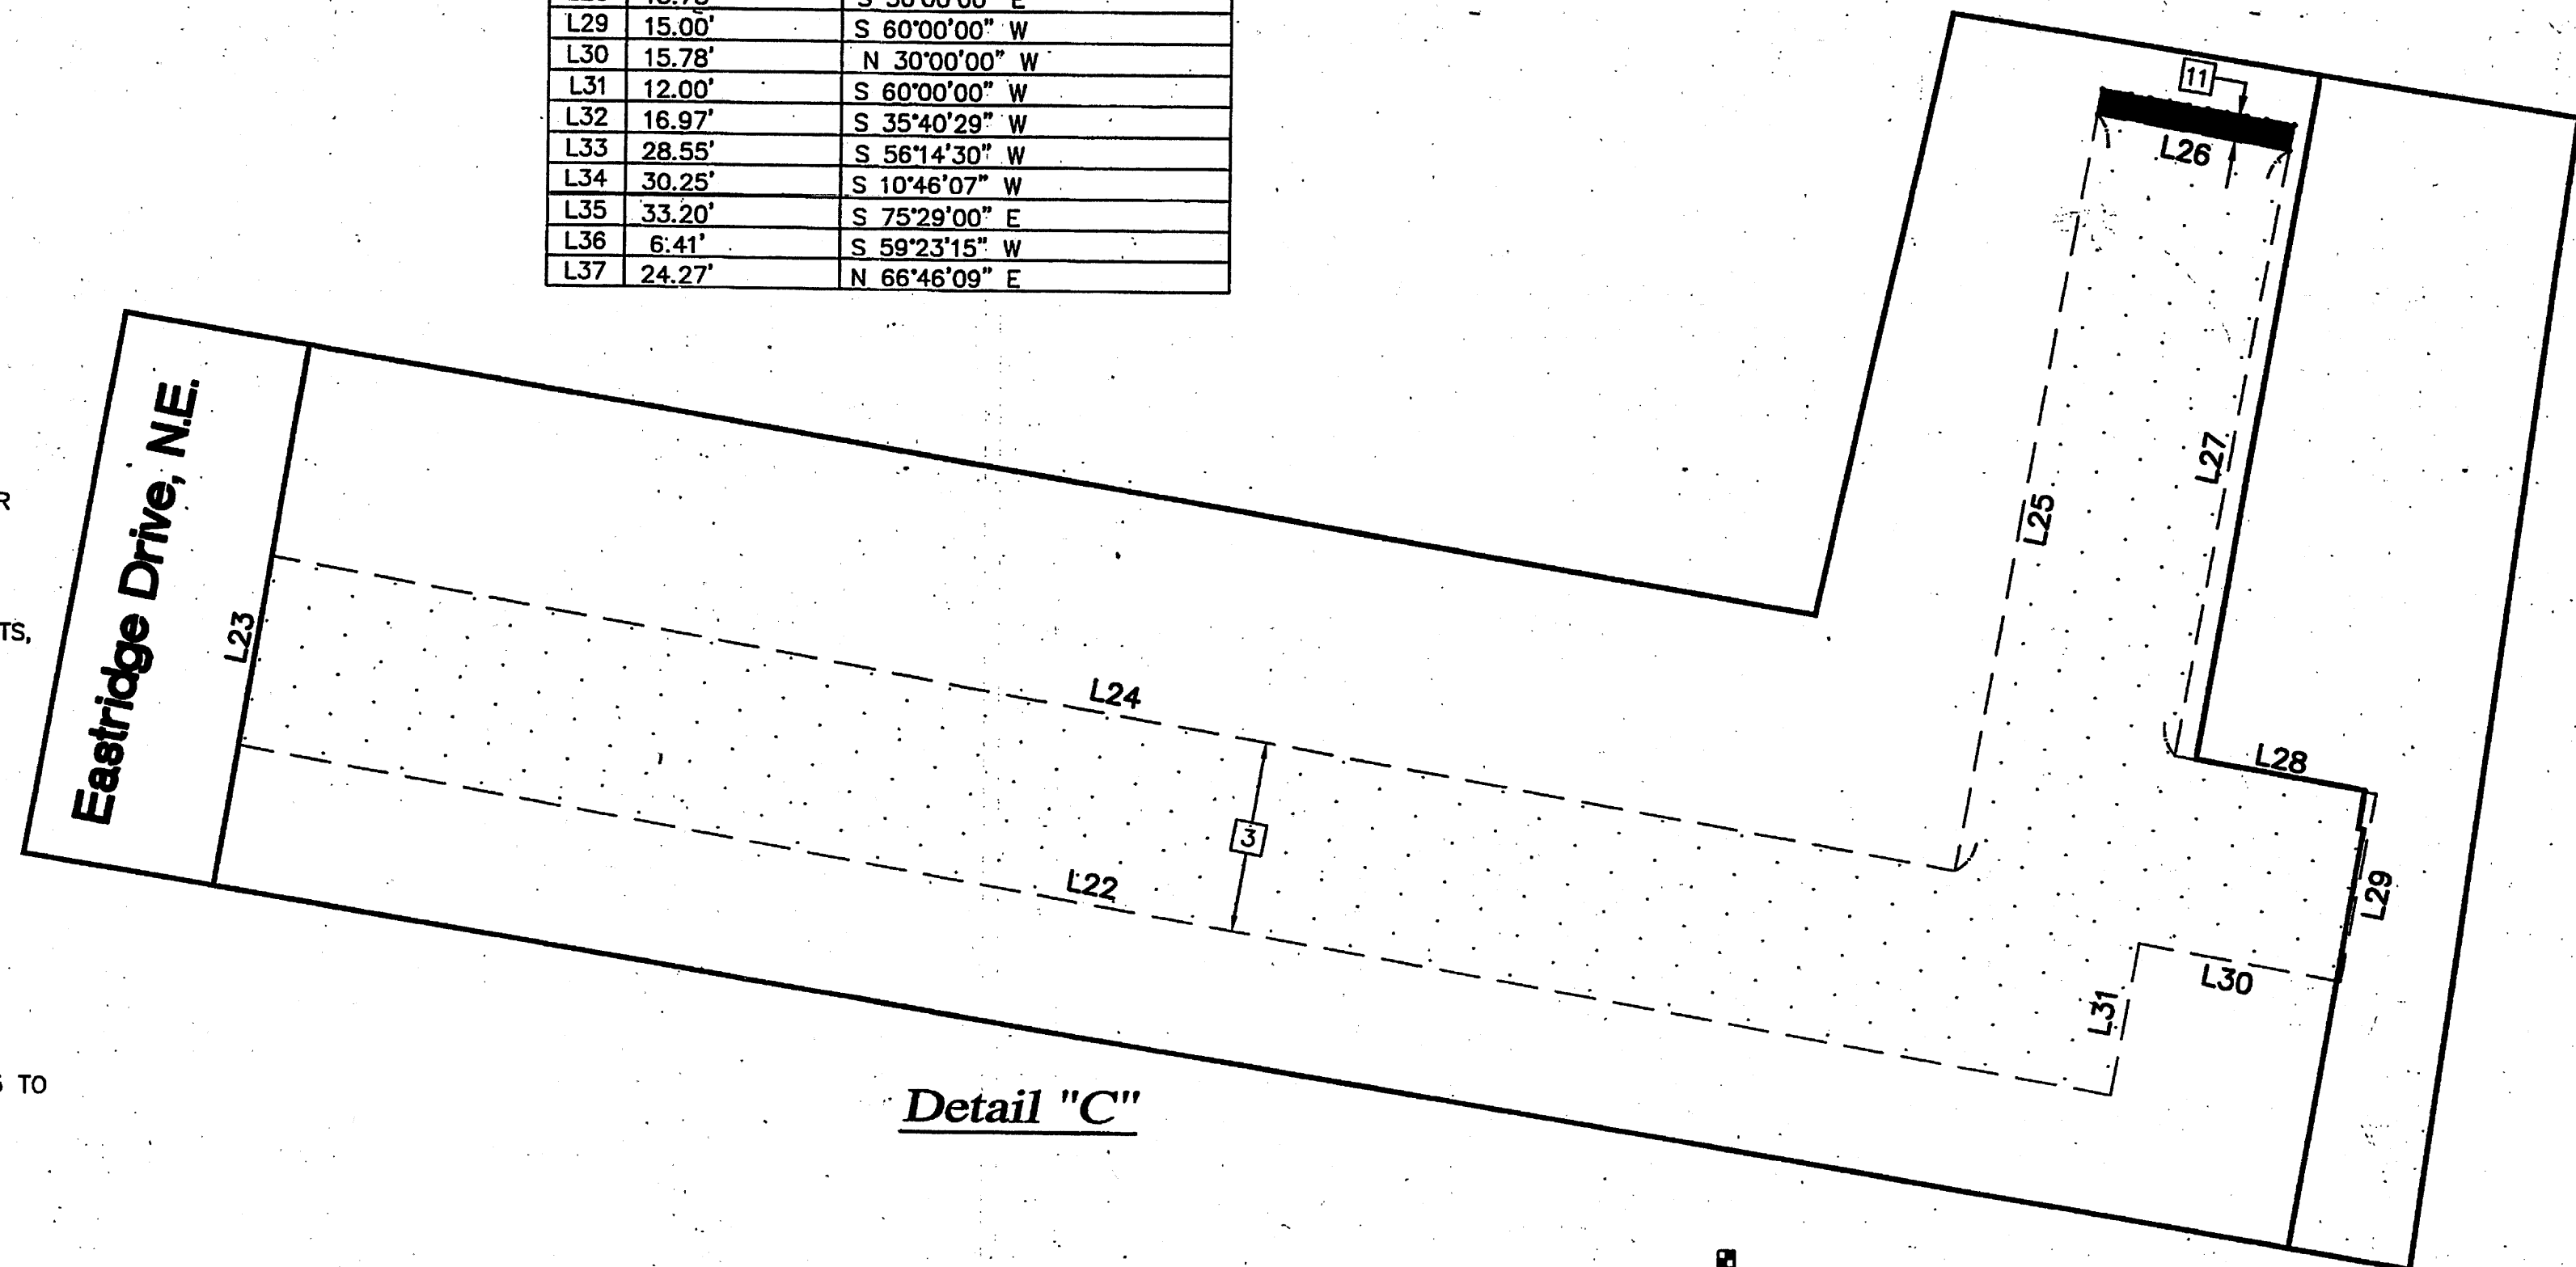 L29 15.00' S 60°00'00" W
L30 15.78' N 30°00'00" W
L31 12.00' S 60°00'00" W
L32 16.97' S 35°40'29" W
L33 28.55' S 56°14'30" W
L34 30.25' S 10°46'07" W
L35 33.20' S 75°29'00" E
L36 6.41' S 59°23'15" W
L37 24.27' N 66°46'09" E
11
L26
Eastridge Drive, N.E.
R
L27
L25
TS,
L23
L24
L28
3
L22
L29
L30
L31
TO
Detail "C"